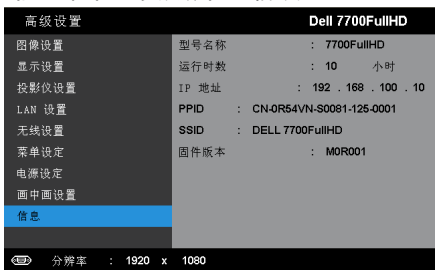 高级设置 Dell 7700FullHD
图像设置 型号名称 : 7700FullHD
显示设置 运行时数 : 10 小时
投影仪设置 IP 地址 : 192 . 168 . 100 . 10
LAN 设置 PPID : CN-0R54VN-S0081-125-0001
无线设置 SSID : DELL 7700FullHD
菜单设定 固件版本 : M0R001
电源设定
画中画设置
信息
分辨率 : 1920 x 1080